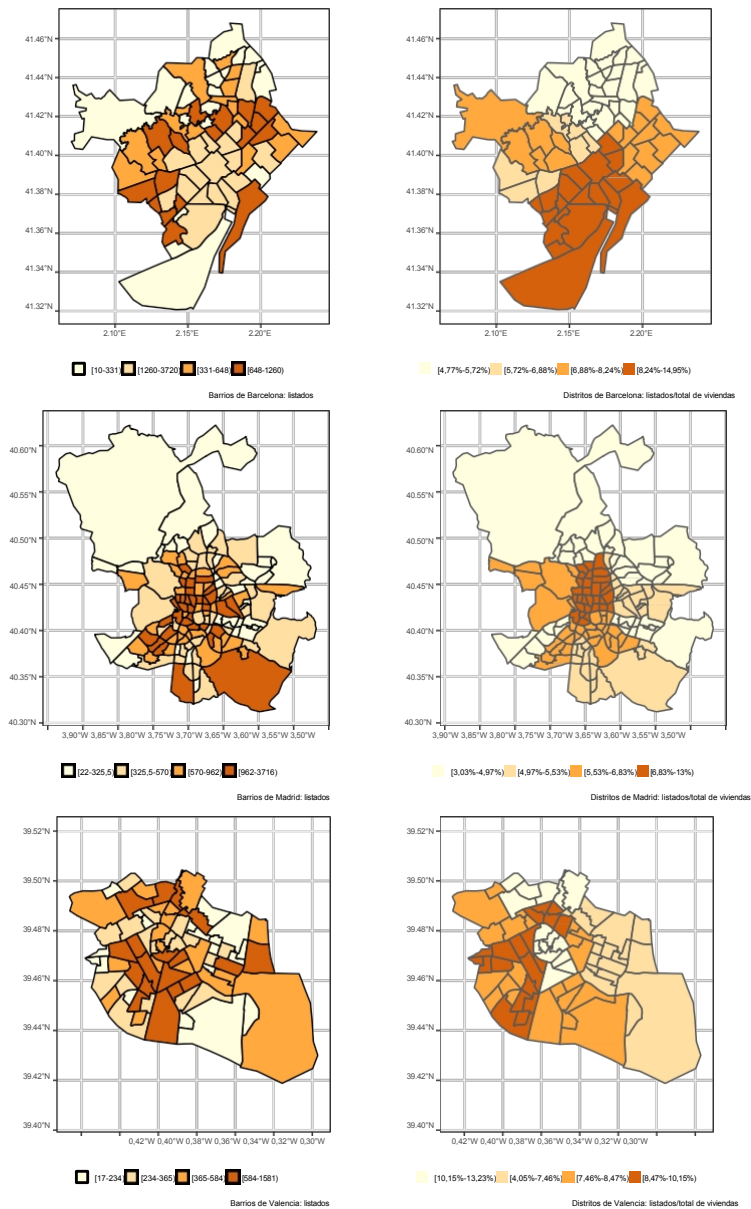 41.46°N
41.44°N
41.42°N
41.40°N
41.38°N
41.36°N
41.34°N
41.32°N
2.10°E 2.15°E 2.20°E
[10-331) [1260-3720) [331-648) [648-1260)
Barrios de Barcelona: listados
41.46°N
41.44°N
41.42°N
41.40°N
41.38°N
41.36°N
41.34°N
41.32°N
2.10°E 2.15°E 2.20°E
[4,77%-5,72%) [5,72%-6,88%) [6,88%-8,24%) [8,24%-14,95%)
Distritos de Barcelona: listados/total de viviendas
40.60°N
40.55°N
40.50°N
40.45°N
40.40°N
40.35°N
40.30°N
3,90°W 3,85°W 3,80°W 3,75°W 3,70°W 3,65°W 3,60°W 3,55°W 3,50°W
[22-325,5) [325,5-570) [570-962) [962-3716)
Barrios de Madrid: listados
40.60°N
40.55°N
40.50°N
40.45°N
40.40°N
40.35°N
40.30°N
3,90°W 3,85°W 3,80°W 3,75°W 3,70°W 3,65°W 3,60°W 3,55°W 3,50°W
[3,03%-4,97%) [4,97%-5,53%) [5,53%-6,83%) [6,83%-13%)
Distritos de Madrid: listados/total de viviendas
39.52°N
39.50°N
39.48°N
39.46°N
39.44°N
39.42°N
39.40°N
0,42°W 0,40°W 0,38°W 0,36°W 0,34°W 0,32°W 0,30°W
[17-234) [234-365) [365-584) [584-1581)
Barrios de Valencia: listados
39.52°N
39.50°N
39.48°N
39.46°N
39.44°N
39.42°N
39.40°N
0,42°W 0,40°W 0,38°W 0,36°W 0,34°W 0,32°W 0,30°W
[10,15%-13,23%) [4,05%-7,46%) [7,46%-8,47%) [8,47%-10,15%)
Distritos de Valencia: listados/total de viviendas